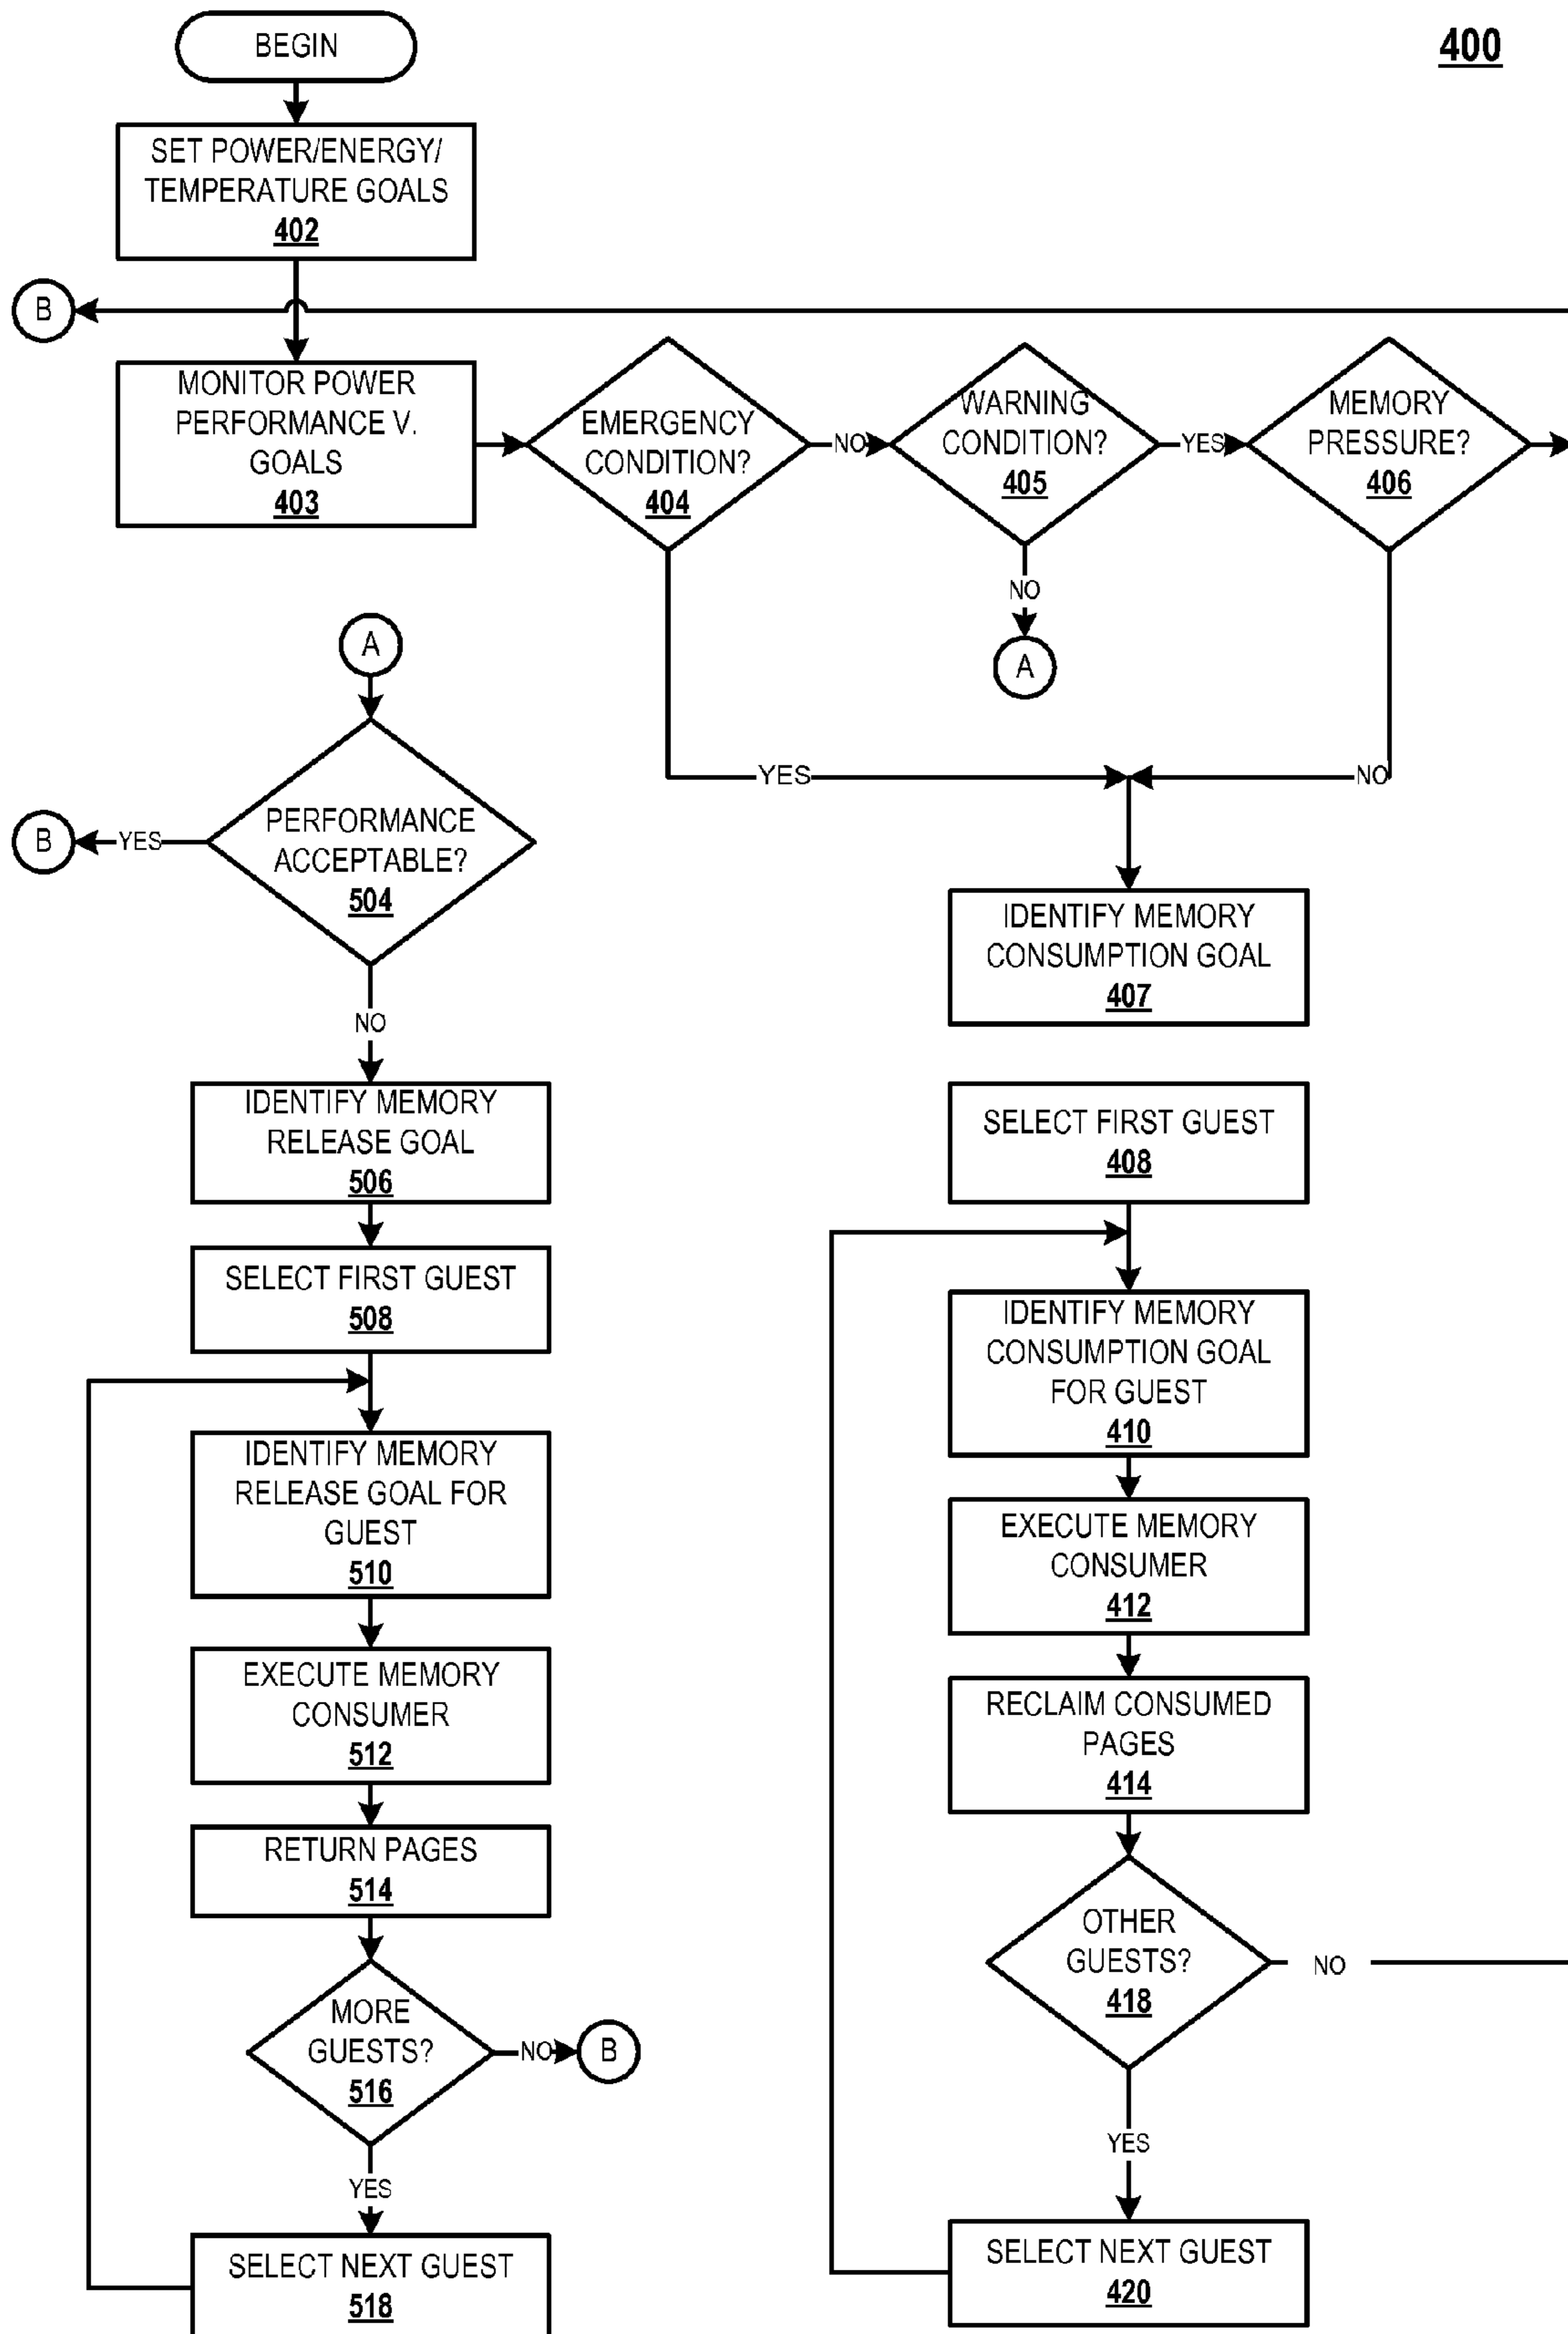 BEGIN
400
SET POWER/ENERGY/
TEMPERATURE GOALS
402
B
MONITOR POWER
PERFORMANCE V.
GOALS
403
EMERGENCY
CONDITION?
404
NO
WARNING
CONDITION?
405
YES
MEMORY
PRESSURE?
406
NO
A
YES
NO
A
PERFORMANCE
ACCEPTABLE?
504
YES
B
NO
IDENTIFY MEMORY
RELEASE GOAL
506
SELECT FIRST GUEST
508
IDENTIFY MEMORY
RELEASE GOAL FOR
GUEST
510
EXECUTE MEMORY
CONSUMER
512
RETURN PAGES
514
MORE
GUESTS?
516
NO
B
YES
SELECT NEXT GUEST
518
IDENTIFY MEMORY
CONSUMPTION GOAL
407
SELECT FIRST GUEST
408
IDENTIFY MEMORY
CONSUMPTION GOAL
FOR GUEST
410
EXECUTE MEMORY
CONSUMER
412
RECLAIM CONSUMED
PAGES
414
OTHER
GUESTS?
418
NO
YES
SELECT NEXT GUEST
420